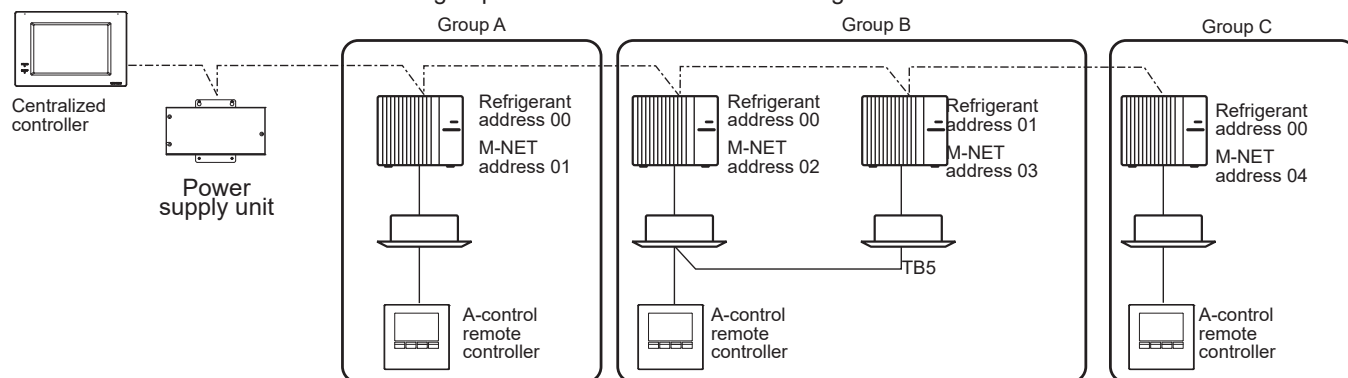 Group A
Group B
Group C
Centralized
controller
Power
supply unit
Refrigerant
address 00
M-NET
address 01
Refrigerant
address 00
M-NET
address 02
Refrigerant
address 01
M-NET
address 03
Refrigerant
address 00
M-NET
address 04
TB5
A-control
remote
controller
A-control
remote
controller
A-control
remote
controller